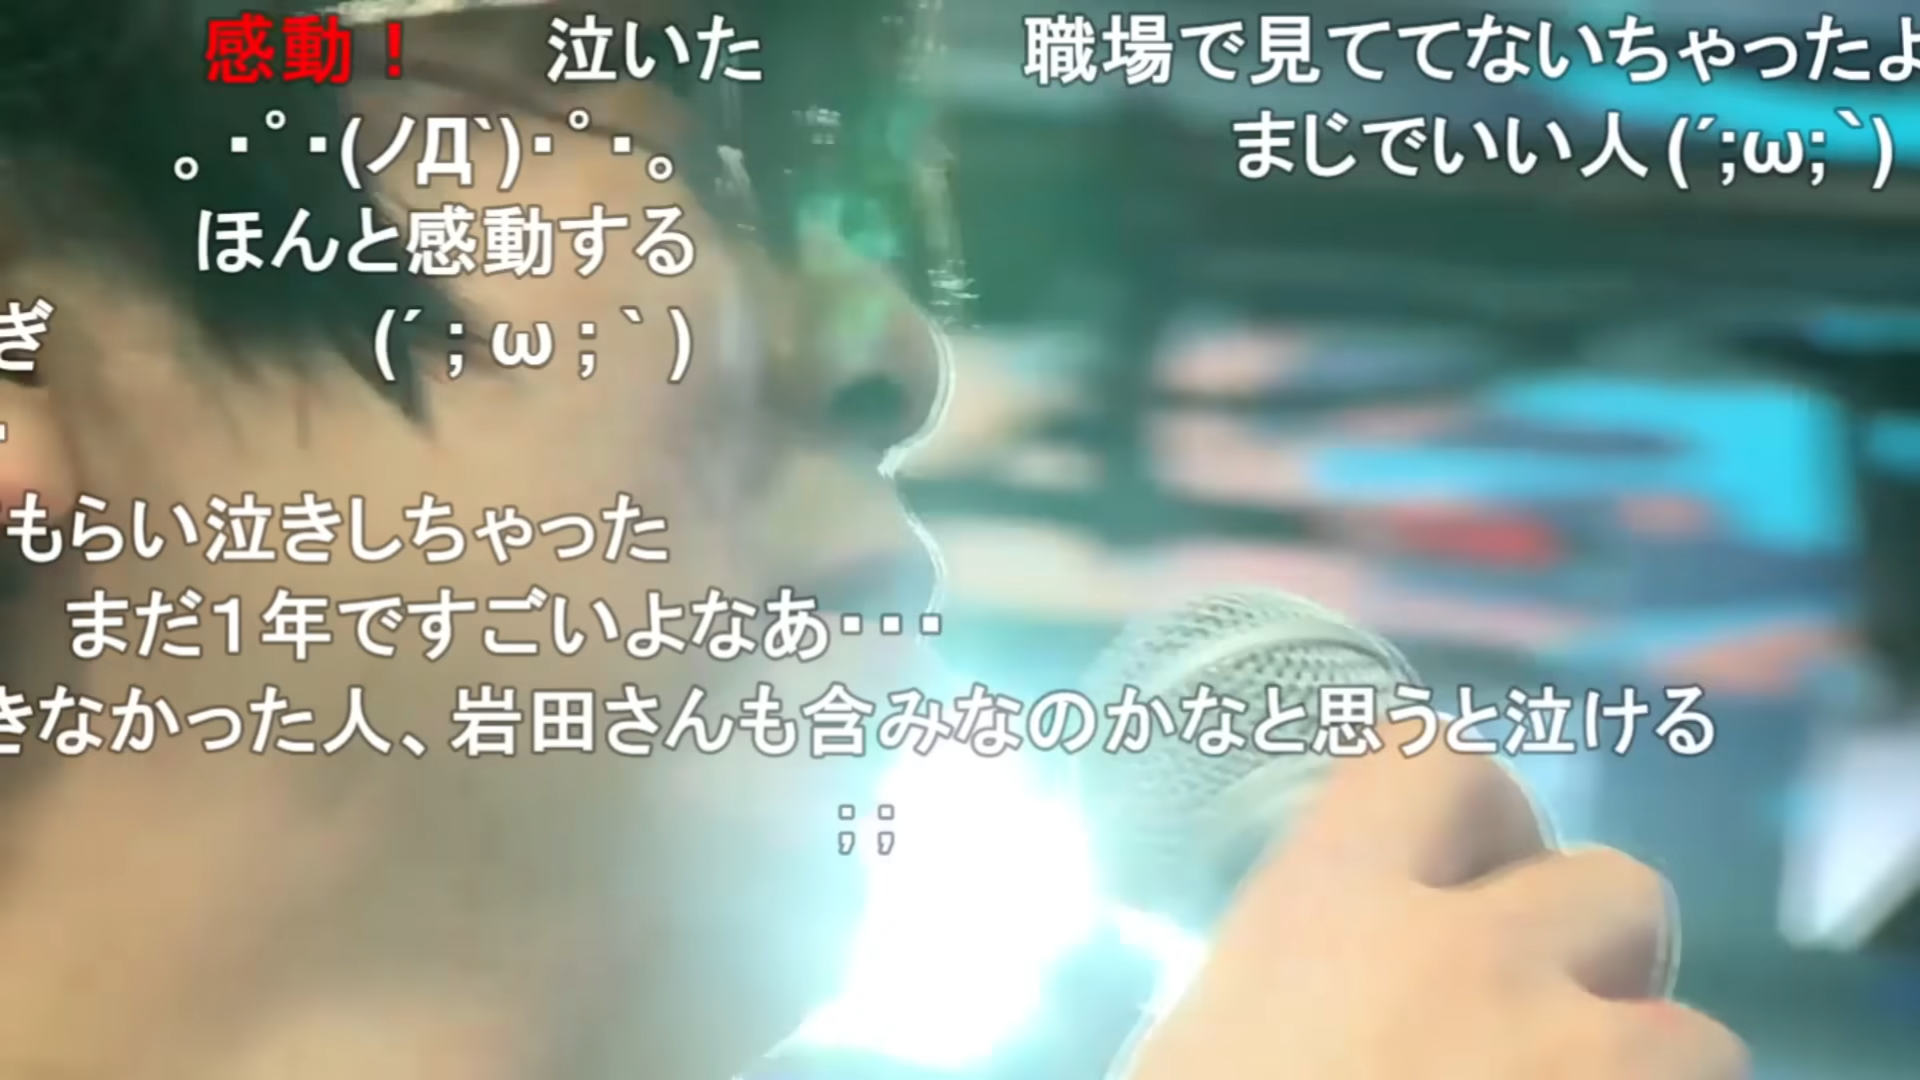 感動！ 泣いた 職場で見ててないちゃったよ
｡･ﾟ･(ノД`)･ﾟ･｡ まじでいい人(´;ω;`)
ほんと感動する
ぎ (´；ω；`)
もらい泣きしちゃった
まだ１年ですごいよなあ・・・
きなかった人、岩田さんも含みなのかなと思うと泣ける
; ;